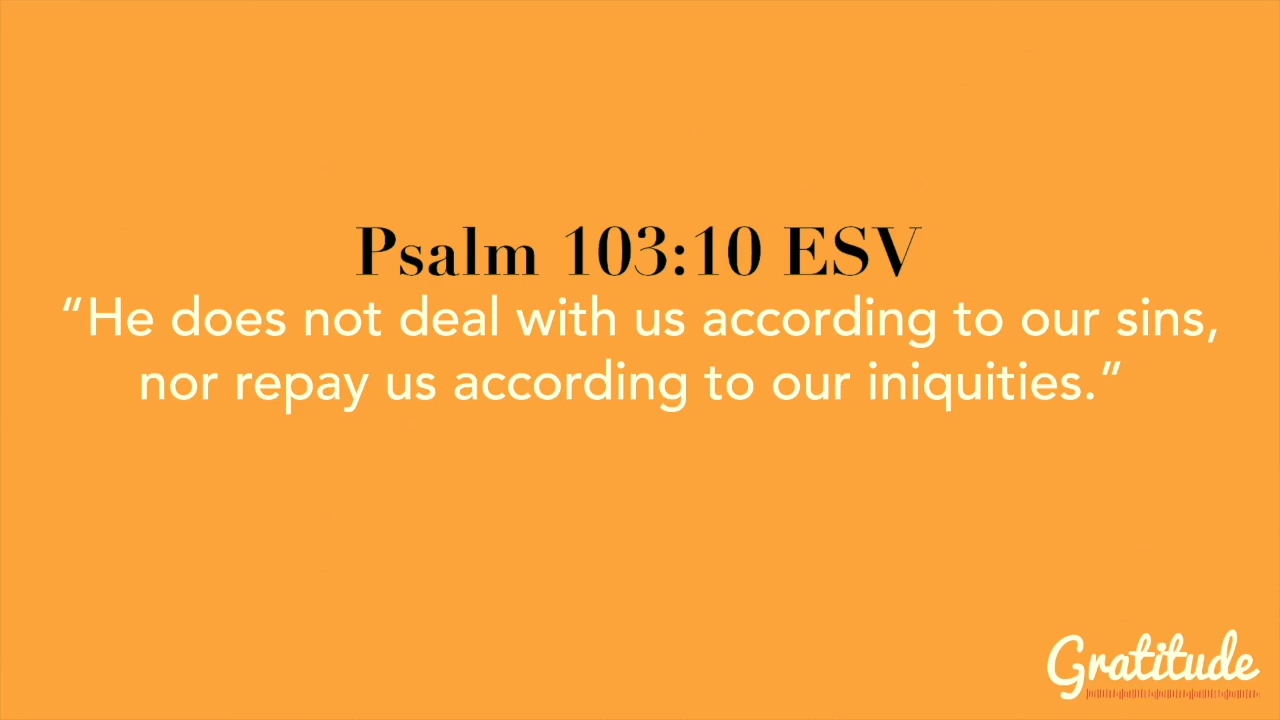 Psalm 103:10 ESV
“He does not deal with us according to our sins,
nor repay us according to our iniquities.”
Gratitude